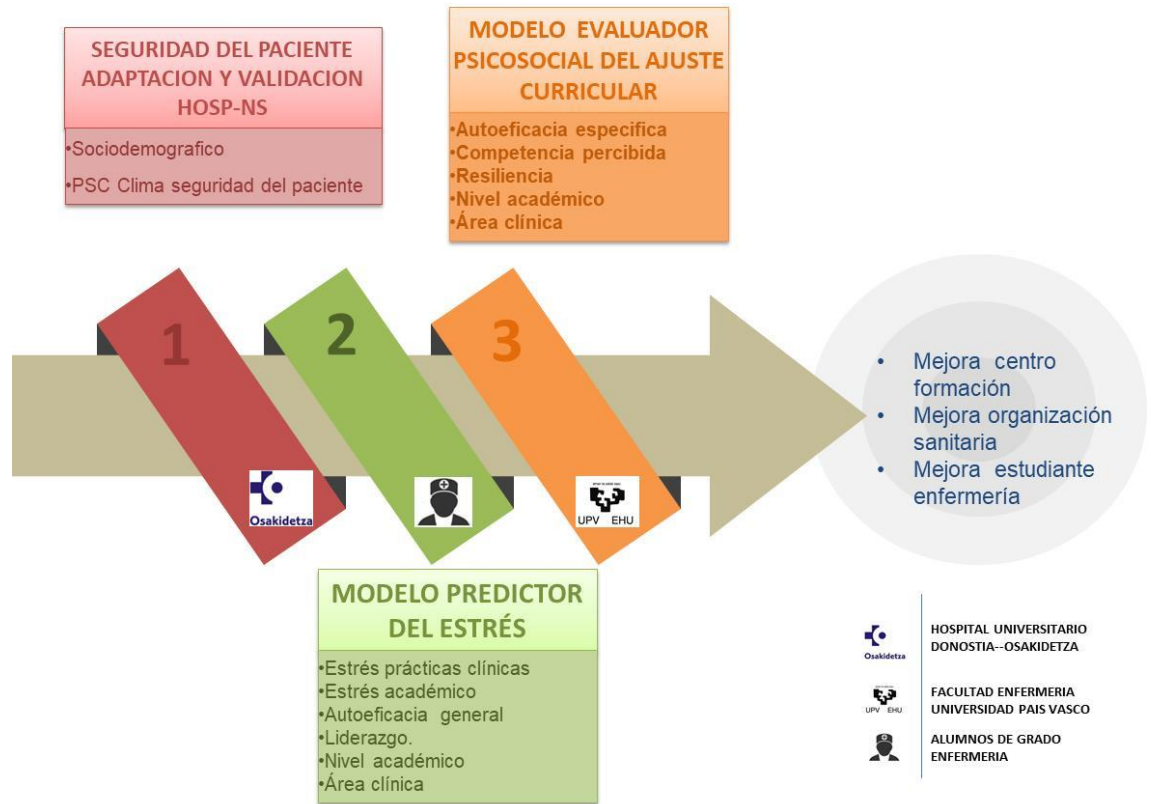 SEGURIDAD DEL PACIENTE
ADAPTACION Y VALIDACION
HOSP-NS
•Sociodemografico
•PSC Clima seguridad del paciente
MODELO EVALUADOR
PSICOSOCIAL DEL AJUSTE
CURRICULAR
•Autoeficacia especifica
•Competencia percibida
•Resiliencia
•Nivel académico
•Área clínica
1
2
3
Osakidetza
UPV EHU
• Mejora centro
formación
• Mejora organización
sanitaria
• Mejora estudiante
enfermería
MODELO PREDICTOR
DEL ESTRÉS
•Estrés prácticas clínicas
•Estrés académico
•Autoeficacia general
•Liderazgo.
•Nivel académico
•Área clínica
Osakidetza
HOSPITAL UNIVERSITARIO
DONOSTIA--OSAKIDETZA
UPV EHU
FACULTAD ENFERMERIA
UNIVERSIDAD PAIS VASCO
ALUMNOS DE GRADO
ENFERMERIA